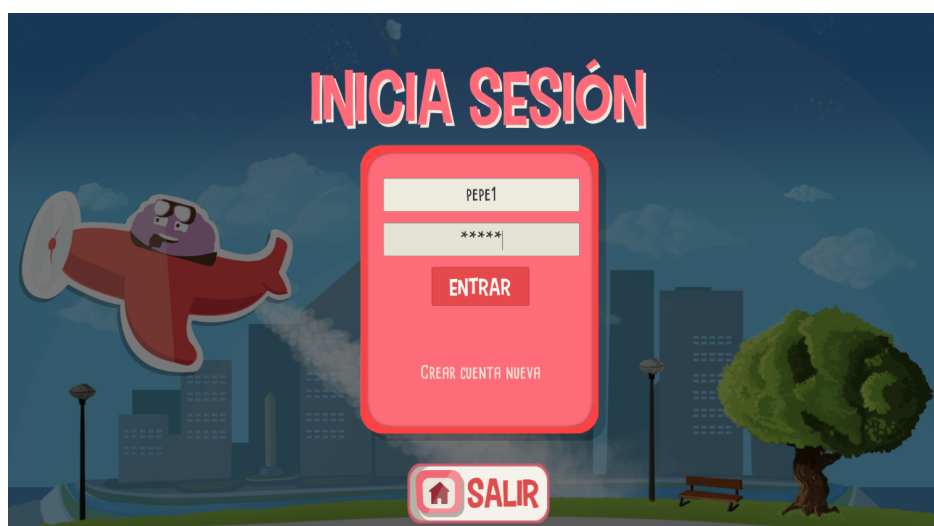 INICIA SESIÓN
PEPE1
*****
ENTRAR
CREAR CUENTA NUEVA
SALIR